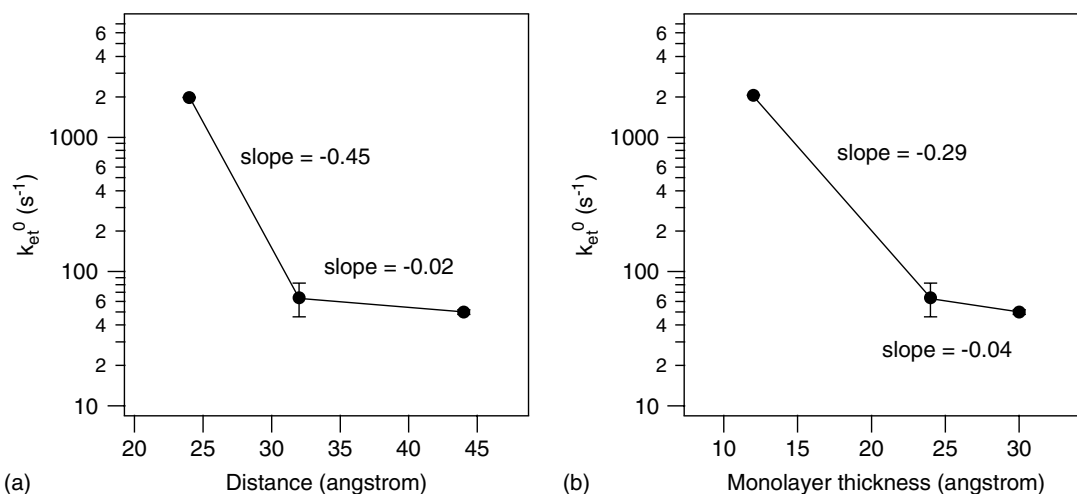 6
4
2
1000
6
4
2
100
6
4
2
10
k_et^0 (s^-1)
slope = -0.45
slope = -0.02
20 25 30 35 40 45
(a) Distance (angstrom)
6
4
2
1000
6
4
2
100
6
4
2
10
k_et^0 (s^-1)
slope = -0.29
slope = -0.04
10 15 20 25 30
(b) Monolayer thickness (angstrom)